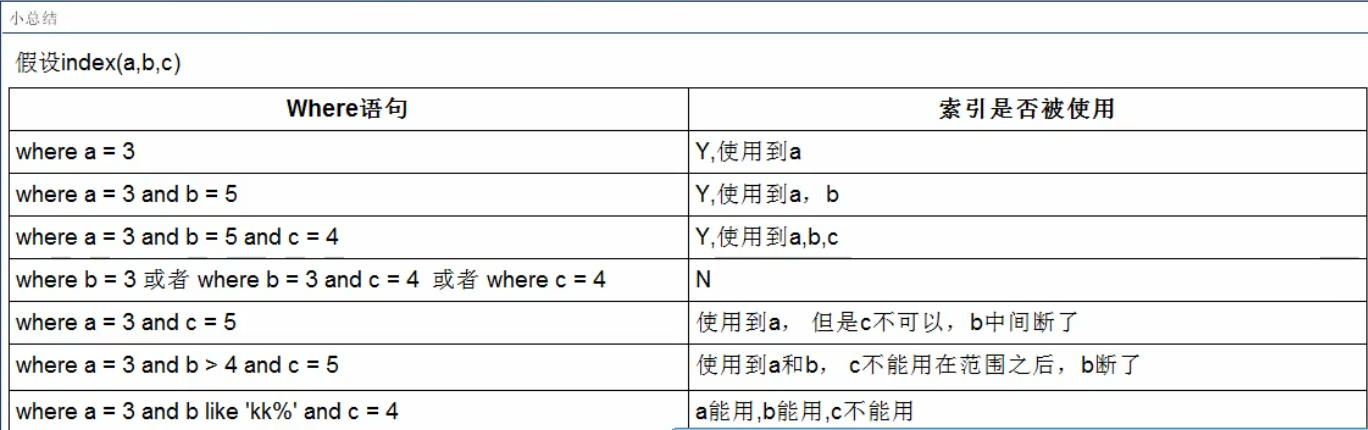 小总结
假设index(a,b,c)
Where语句 索引是否被使用
where a = 3 Y,使用到a
where a = 3 and b = 5 Y,使用到a，b
where a = 3 and b = 5 and c = 4 Y,使用到a,b,c
where b = 3 或者 where b = 3 and c = 4 或者 where c = 4 N
where a = 3 and c = 5 使用到a， 但是c不可以，b中间断了
where a = 3 and b > 4 and c = 5 使用到a和b， c不能用在范围之后，b断了
where a = 3 and b like 'kk%' and c = 4 a能用,b能用,c不能用